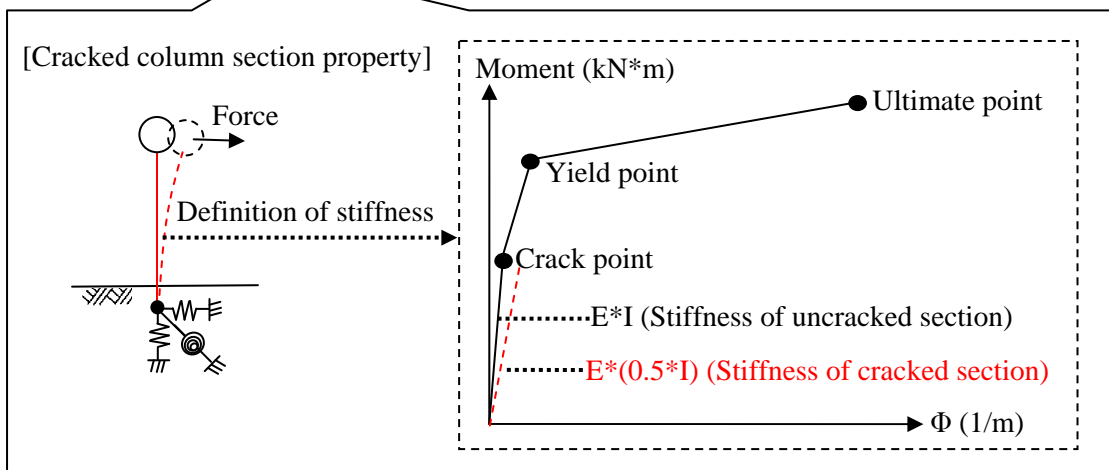 [Cracked column section property]
Force
Definition of stiffness
Moment (kN*m)
Ultimate point
Yield point
Crack point
E*I (Stiffness of uncracked section)
E*(0.5*I) (Stiffness of cracked section)
Φ (1/m)